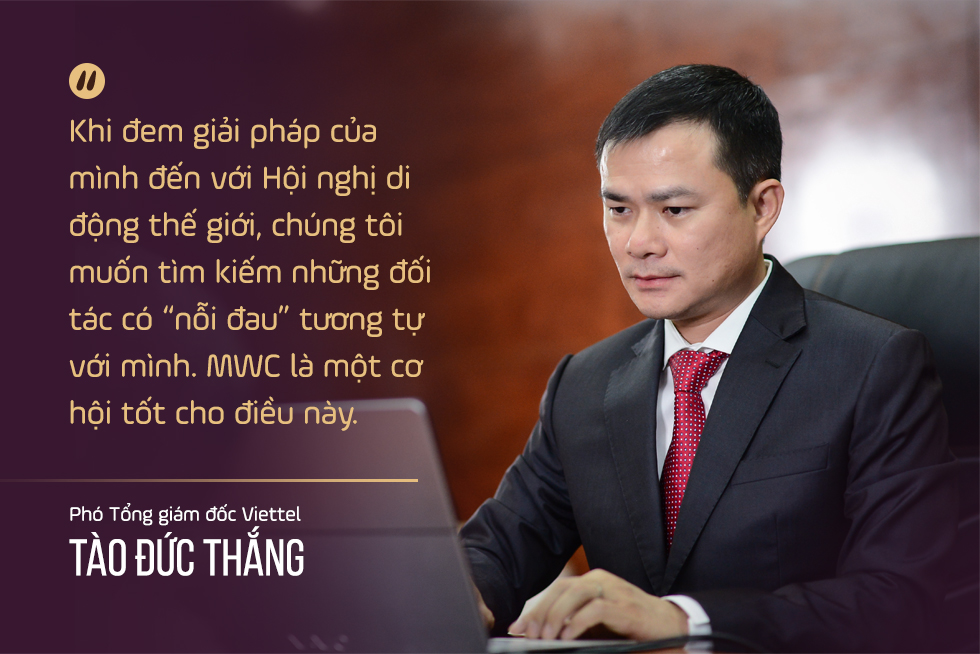 Khi đem giải pháp của
mình đến với Hội nghị di
động thế giới, chúng tôi
muốn tìm kiếm những đối
tác có “nỗi đau” tương tự
với mình. MWC là một cơ
hội tốt cho điều này.
Phó Tổng giám đốc Viettel
TÀO ĐỨC THẮNG